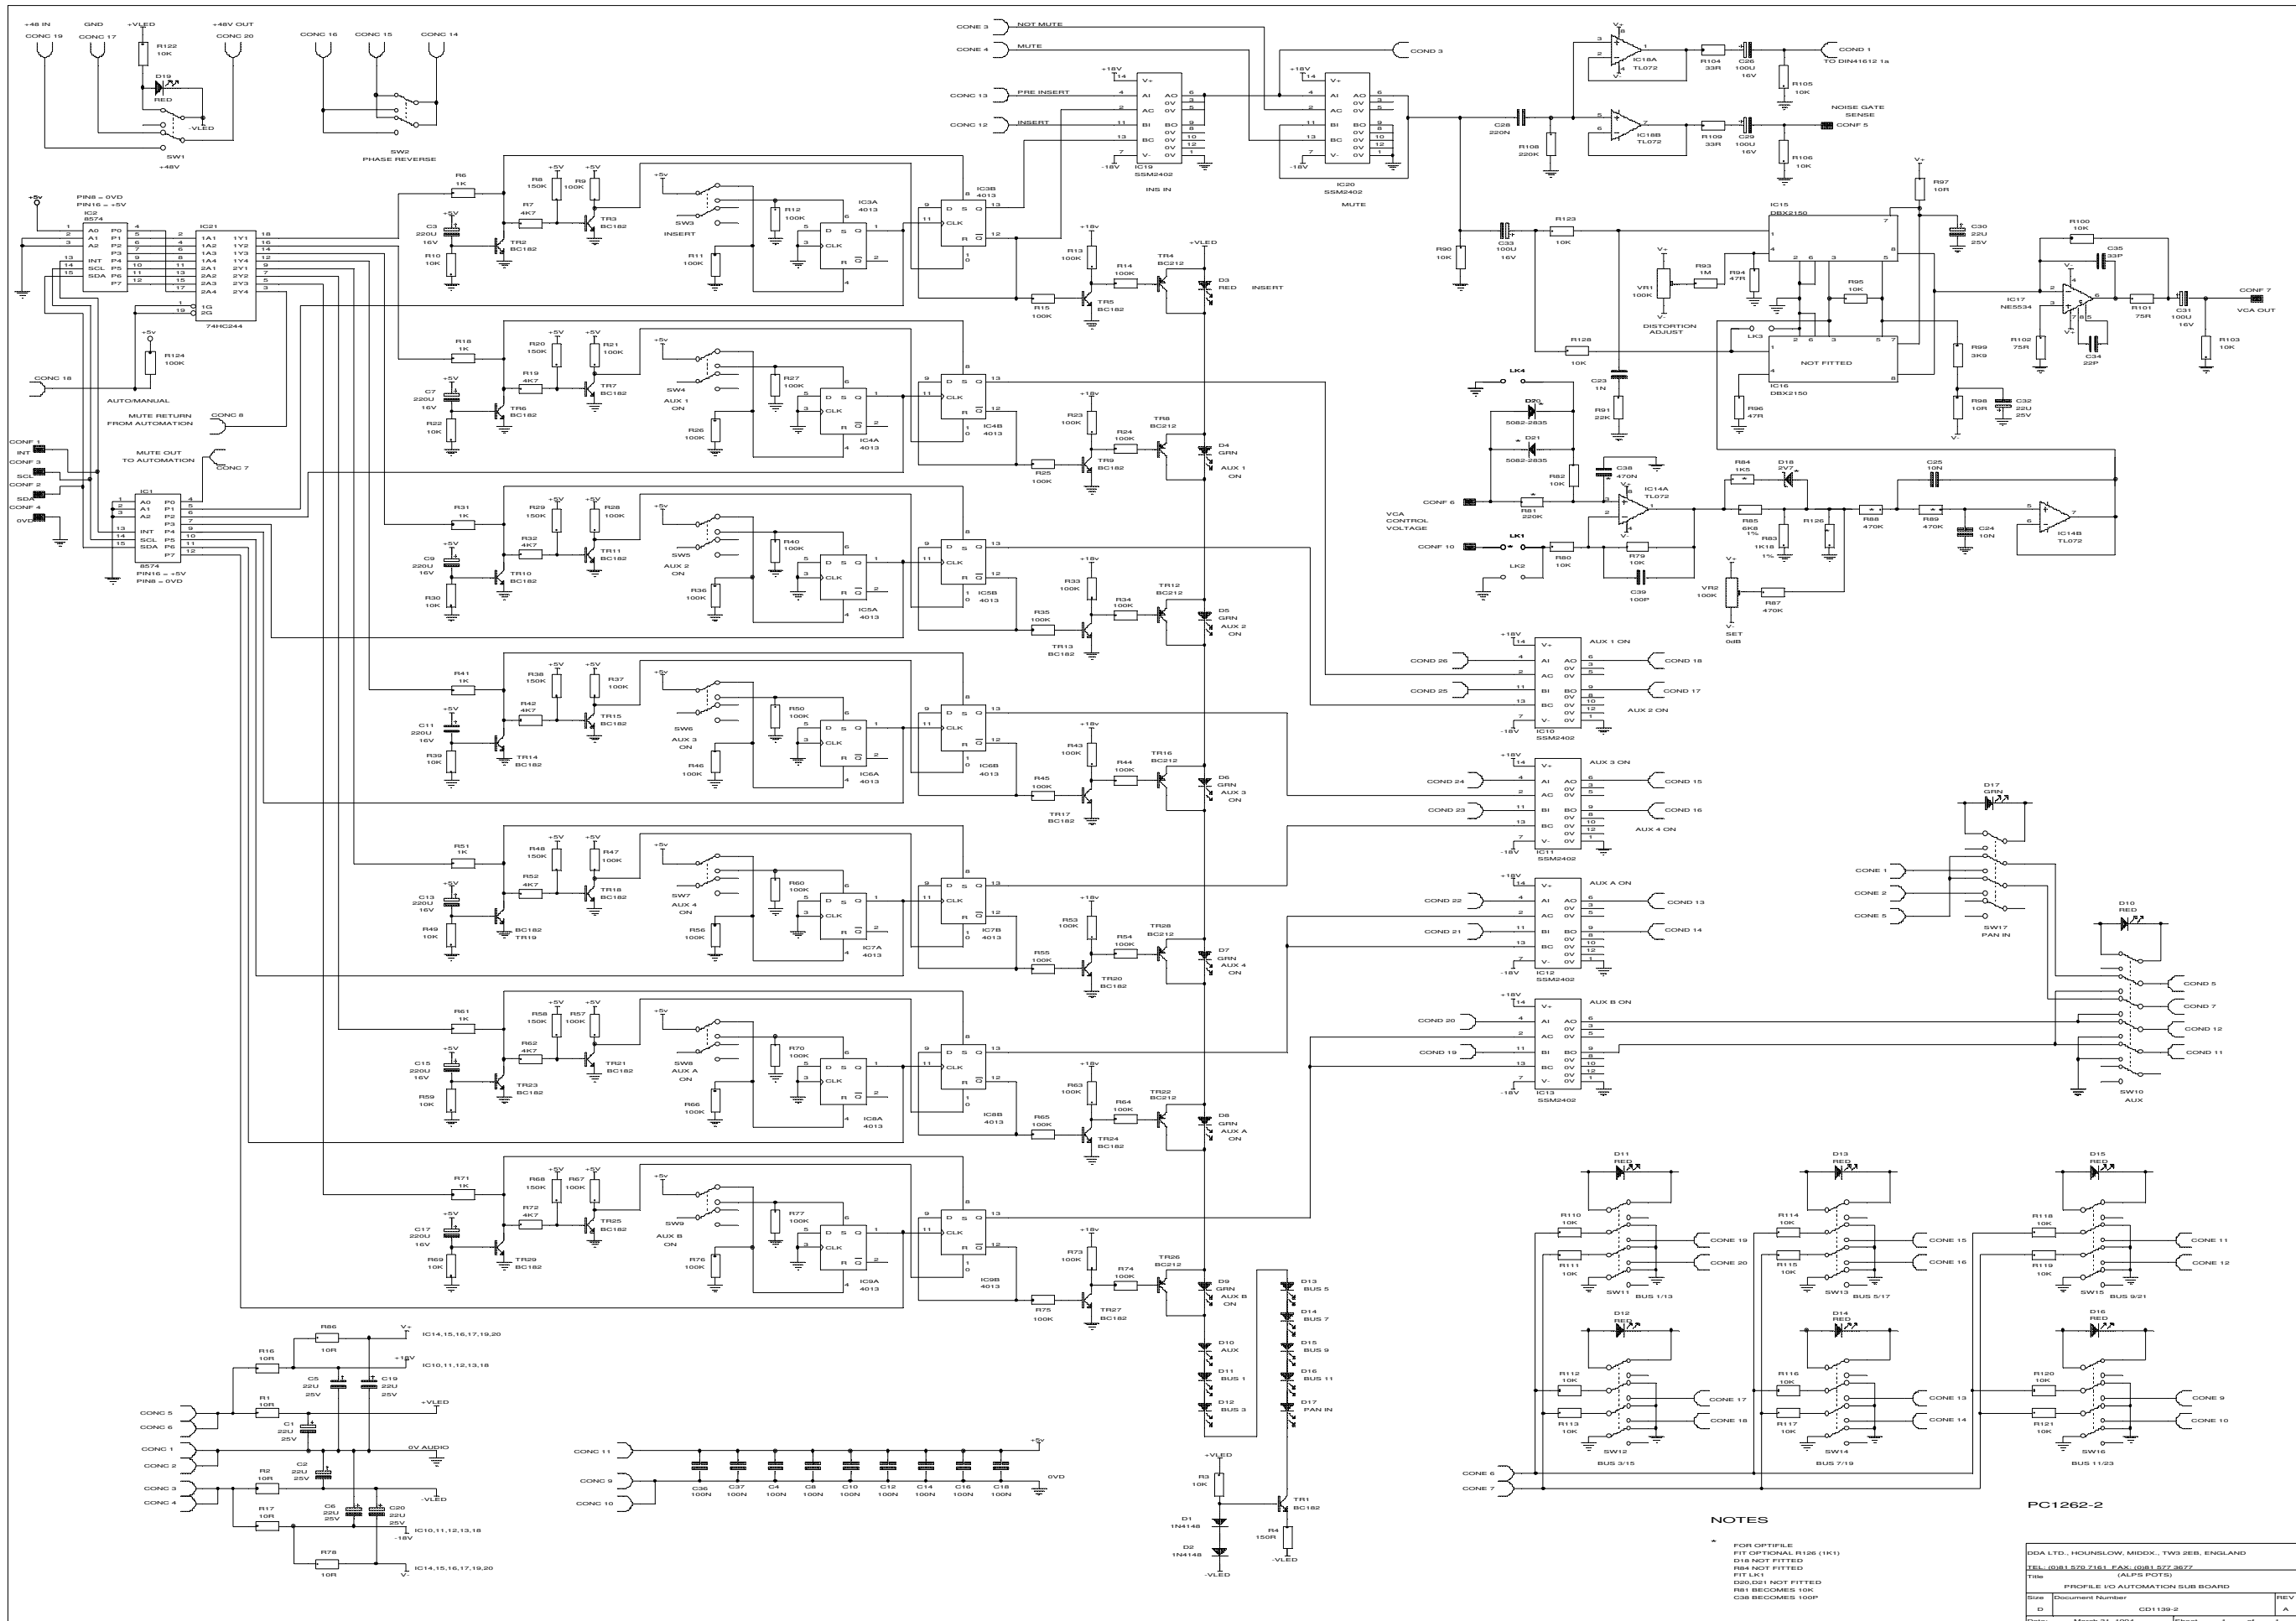 +48 IN
GND
+VLED
+48V OUT
CONC 19
CONC 17
R122
10K
CONC 20
D19
RED
-VLED
SW1
+48V
CONC 16
CONC 15
CONC 14
SW2
PHASE REVERSE
CONE 3
NOT MUTE
CONE 4
MUTE
COND 3
CONC 13
PRE INSERT
CONC 12
INSERT
IC19
SSM2402
INS IN
IC20
SSM2402
MUTE
C28
220N
R108
220K
IC18A
TL072
R104
33R
C26
100U
16V
COND 1
TO DIN41612 1a
R105
10K
IC18B
TL072
R109
33R
C29
100U
16V
NOISE GATE
SENSE
CONF 5
R106
10K
PIN8 = 0VD
PIN16 = +5V
IC2
8574
IC21
74HC244
R124
100K
CONC 18
AUTO/MANUAL
MUTE RETURN
FROM AUTOMATION
CONC 8
MUTE OUT
TO AUTOMATION
CONC 7
CONF 1
INT
CONF 3
SCL
CONF 2
SDA
CONF 4
0VD
IC1
8574
PIN16 = +5V
PIN8 = 0VD
R6
1K
C3
220U
16V
R10
10K
TR2
BC182
R7
4K7
R8
150K
R9
100K
TR3
BC182
SW3
INSERT
R11
100K
R12
100K
IC3A
4013
IC3B
4013
R13
100K
R14
100K
R15
100K
TR4
BC212
TR5
BC182
+VLED
D3
RED
INSERT
R18
1K
C7
220U
16V
R22
10K
TR6
BC182
R19
4K7
R20
150K
R21
100K
TR7
BC182
SW4
AUX 1
ON
R26
100K
R27
100K
IC4A
4013
IC4B
4013
R23
100K
R24
100K
R25
100K
TR8
BC212
TR9
BC182
D4
GRN
AUX 1
ON
R31
1K
C9
220U
16V
R30
10K
TR10
BC182
R32
4K7
R29
150K
R28
100K
TR11
BC182
SW5
AUX 2
ON
R36
100K
R40
100K
IC5A
4013
IC5B
4013
R33
100K
R34
100K
R35
100K
TR12
BC212
TR13
BC182
D5
GRN
AUX 2
ON
R41
1K
C11
220U
16V
R39
10K
TR14
BC182
R42
4K7
R38
150K
R37
100K
TR15
BC182
SW6
AUX 3
ON
R46
100K
R50
100K
IC6A
4013
IC6B
4013
R43
100K
R44
100K
R45
100K
TR16
BC212
TR17
BC182
D6
GRN
AUX 3
ON
R51
1K
C13
220U
16V
R49
10K
BC182
TR19
R52
4K7
R48
150K
R47
100K
TR18
BC182
SW7
AUX 4
ON
R56
100K
R60
100K
IC7A
4013
IC7B
4013
R53
100K
R54
100K
R55
100K
TR28
BC212
TR20
BC182
D7
GRN
AUX 4
ON
R61
1K
C15
220U
16V
R59
10K
TR23
BC182
R62
4K7
R58
150K
R57
100K
TR21
BC182
SW8
AUX A
ON
R66
100K
R70
100K
IC8A
4013
IC8B
4013
R63
100K
R64
100K
R65
100K
TR22
BC212
TR24
BC182
D8
GRN
AUX A
ON
R71
1K
C17
220U
16V
R69
10K
TR29
BC182
R72
4K7
R68
150K
R67
100K
TR25
BC182
SW9
AUX B
ON
R76
100K
R77
100K
IC9A
4013
IC9B
4013
R73
100K
R74
100K
R75
100K
TR26
BC212
TR27
BC182
D9
GRN
AUX B
ON
D10
AUX
D11
BUS 1
D12
BUS 3
D13
BUS 5
D14
BUS 7
D15
BUS 9
D16
BUS 11
D17
PAN IN
+VLED
R3
10K
TR1
BC182
D1
1N4148
D2
1N4148
R4
150R
-VLED
-VLED
R90
10K
C33
100U
16V
R123
10K
IC15
DBX2150
R97
10R
C30
22U
25V
VR1
100K
R93
1M
R94
47R
DISTORTION
ADJUST
R95
10K
LK3
R128
10K
NOT FITTED
IC16
DBX2150
R96
47R
R99
3K9
R98
10R
C32
22U
25V
R100
10K
C35
33P
IC17
NE5534
R102
75R
C34
22P
R101
75R
C31
100U
16V
CONF 7
VCA OUT
R103
10K
C23
1N
R91
22K
LK4
D20
5082-2835
D21
5082-2835
R82
10K
CONF 6
VCA
CONTROL
VOLTAGE
R81
220K
C38
470N
IC14A
TL072
CONF 10
LK1
LK2
R80
10K
R79
10K
C39
100P
R84
1K5
D18
2V7
R85
6K8
1%
R83
1K18
1%
R126
R88
470K
R89
470K
C25
10N
C24
10N
IC14B
TL072
VR2
100K
SET
0dB
R87
470K
AUX 1 ON
COND 26
COND 18
COND 25
COND 17
AUX 2 ON
IC10
SSM2402
AUX 3 ON
COND 24
COND 15
COND 23
COND 16
AUX 4 ON
IC11
SSM2402
AUX A ON
COND 22
COND 13
COND 21
COND 14
IC12
SSM2402
AUX B ON
COND 20
COND 19
IC13
SSM2402
D17
GRN
CONE 1
CONE 2
CONE 5
SW17
PAN IN
D10
RED
COND 5
COND 7
COND 12
COND 11
SW10
AUX
D11
RED
R110
10K
R111
10K
CONE 19
CONE 20
SW11
BUS 1/13
D13
RED
R114
10K
R115
10K
CONE 15
CONE 16
SW13
BUS 5/17
D15
RED
R118
10K
R119
10K
CONE 11
CONE 12
SW15
BUS 9/21
D12
RED
R112
10K
R113
10K
CONE 17
CONE 18
SW12
BUS 3/15
D14
RED
R116
10K
R117
10K
CONE 13
CONE 14
SW14
BUS 7/19
D16
RED
R120
10K
R121
10K
CONE 9
CONE 10
SW16
BUS 11/23
CONE 6
CONE 7
R86
10R
V+
IC14,15,16,17,19,20
R16
10R
+18V
IC10,11,12,13,18
C5
22U
25V
C19
22U
25V
CONC 5
CONC 6
R1
10R
+VLED
C1
22U
25V
CONC 1
CONC 2
0V AUDIO
C2
22U
25V
CONC 3
CONC 4
R2
10R
-VLED
R17
10R
C6
22U
25V
C20
22U
25V
-18V
IC10,11,12,13,18
R78
10R
V-
IC14,15,16,17,19,20
CONC 11
CONC 9
CONC 10
+5v
0VD
C36 C37 C4 C8 C10 C12 C14 C16 C18
100N 100N 100N 100N 100N 100N 100N 100N 100N
PC1262-2
NOTES
* FOR OPTIFILE
FIT OPTIONAL R126 (1K1)
D18 NOT FITTED
R84 NOT FITTED
FIT LK1
D20,D21 NOT FITTED
R81 BECOMES 10K
C38 BECOMES 100P
DDA LTD., HOUNSLOW, MIDDX., TW3 2EB, ENGLAND
TEL: (0)81 570 7161 FAX: (0)81 577 3677
Title (ALPS POTS)
PROFILE I/O AUTOMATION SUB BOARD
Size Document Number REV
D CD1139-2 A